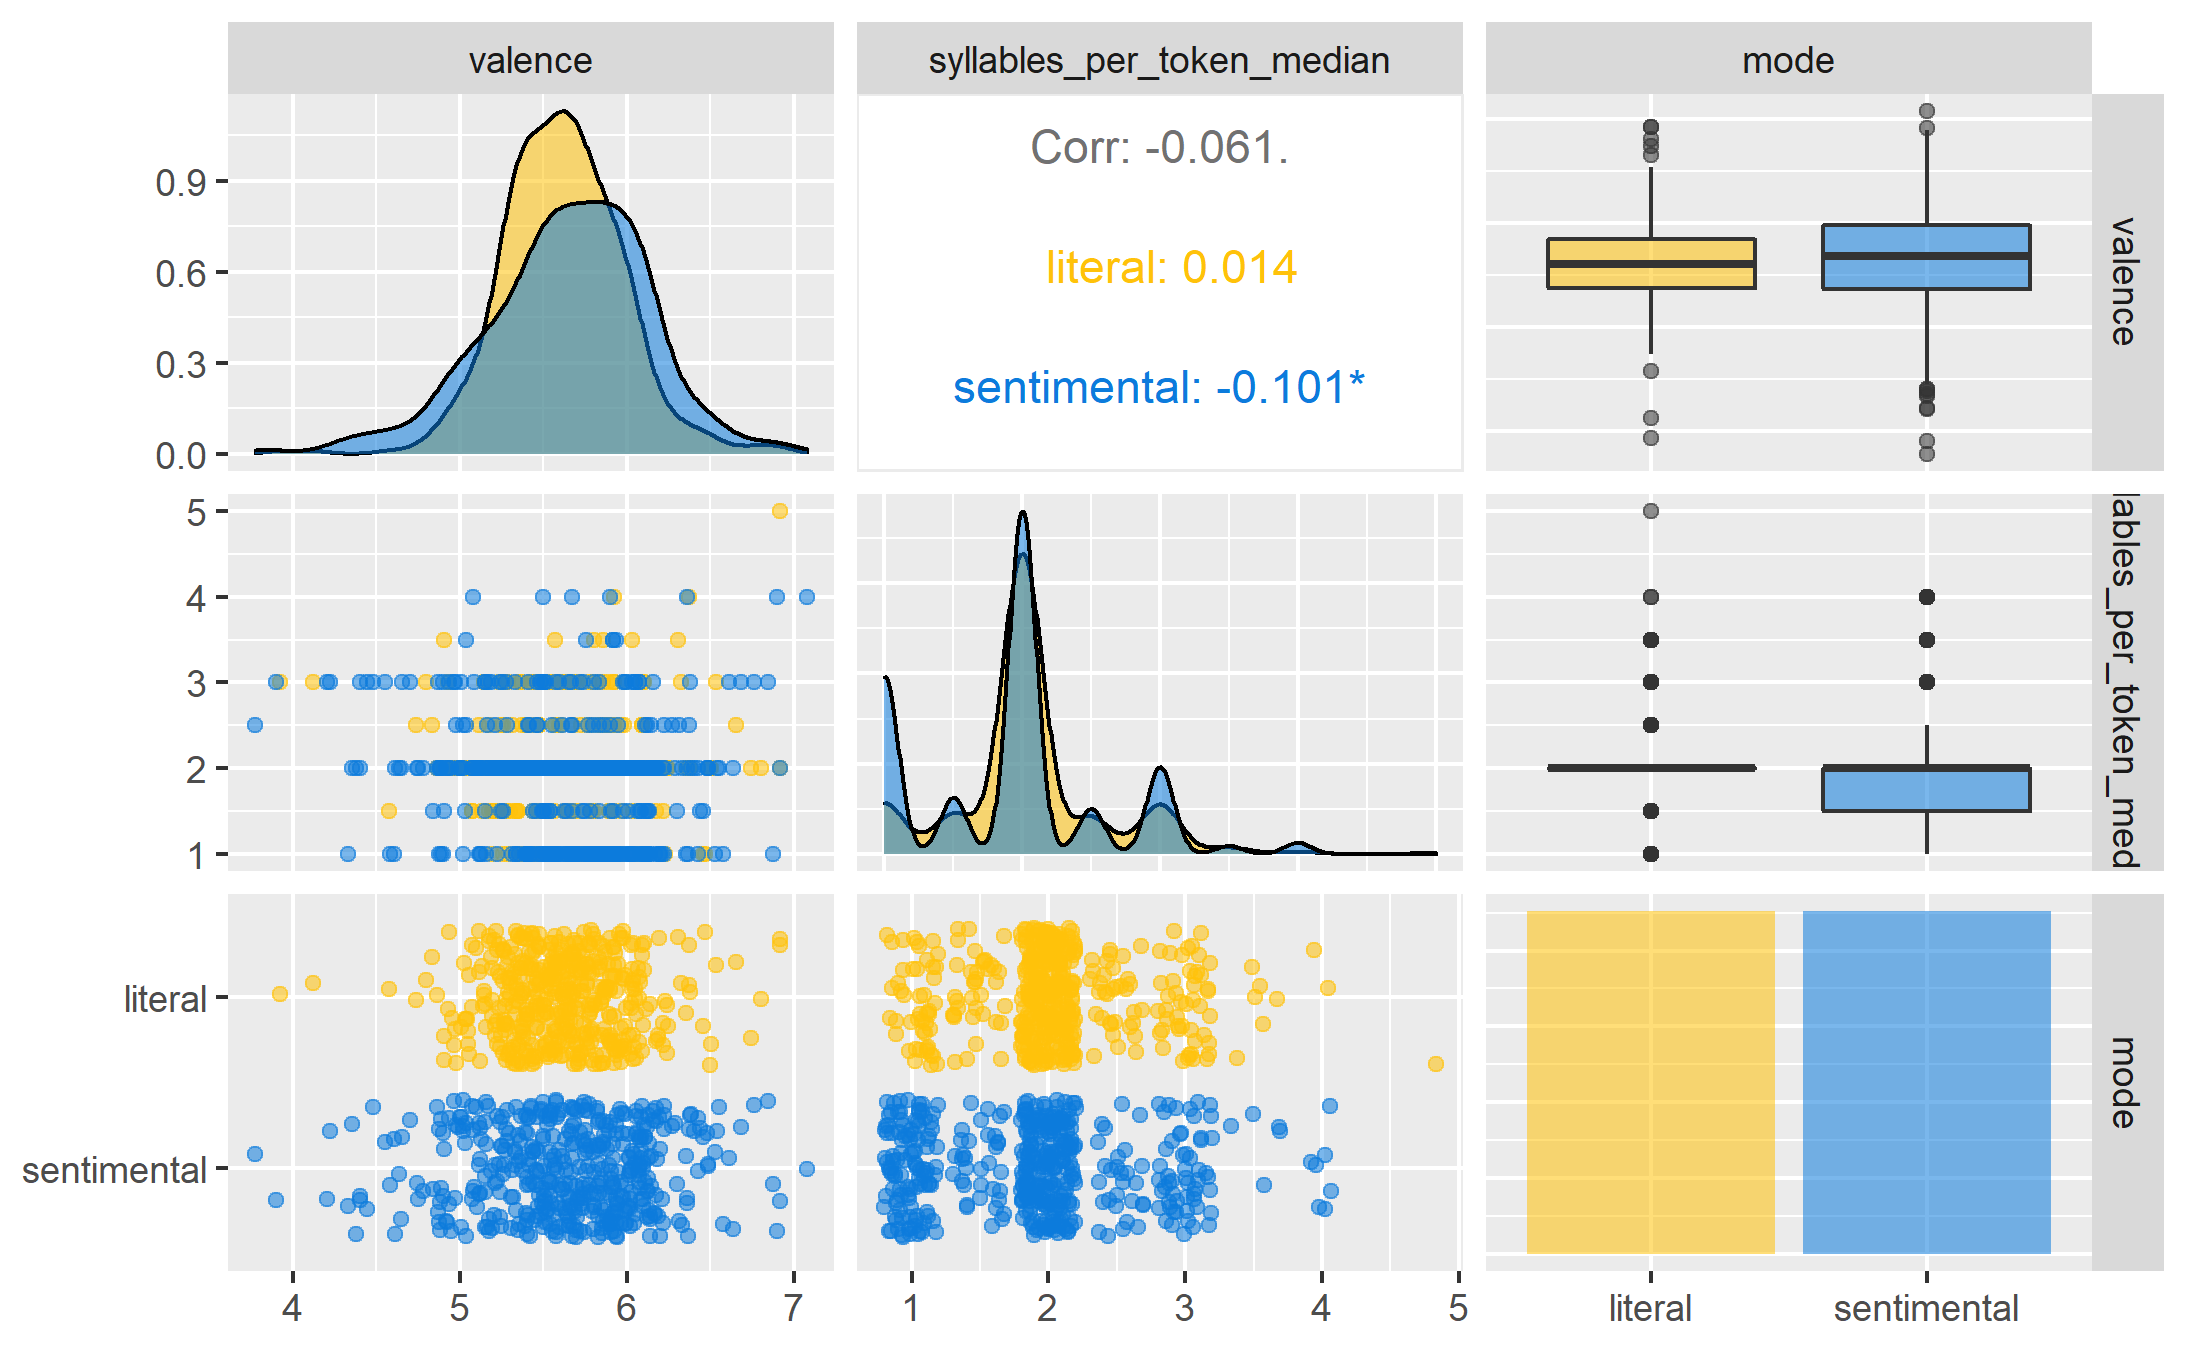 valence syllables_per_token_median mode
0.9
0.6
0.3
0.0
Corr: -0.061.
literal: 0.014
sentimental: -0.101*
valence
5
4
3
2
1
lables_per_token_med
literal
sentimental
mode
4 5 6 7 1 2 3 4 5 literal sentimental